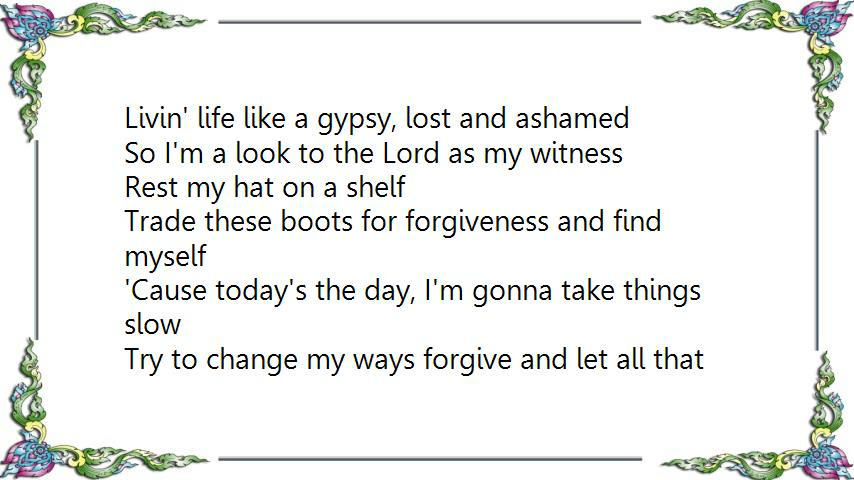 Livin' life like a gypsy, lost and ashamed
So I'm a look to the Lord as my witness
Rest my hat on a shelf
Trade these boots for forgiveness and find
myself
'Cause today's the day, I'm gonna take things
slow
Try to change my ways forgive and let all that